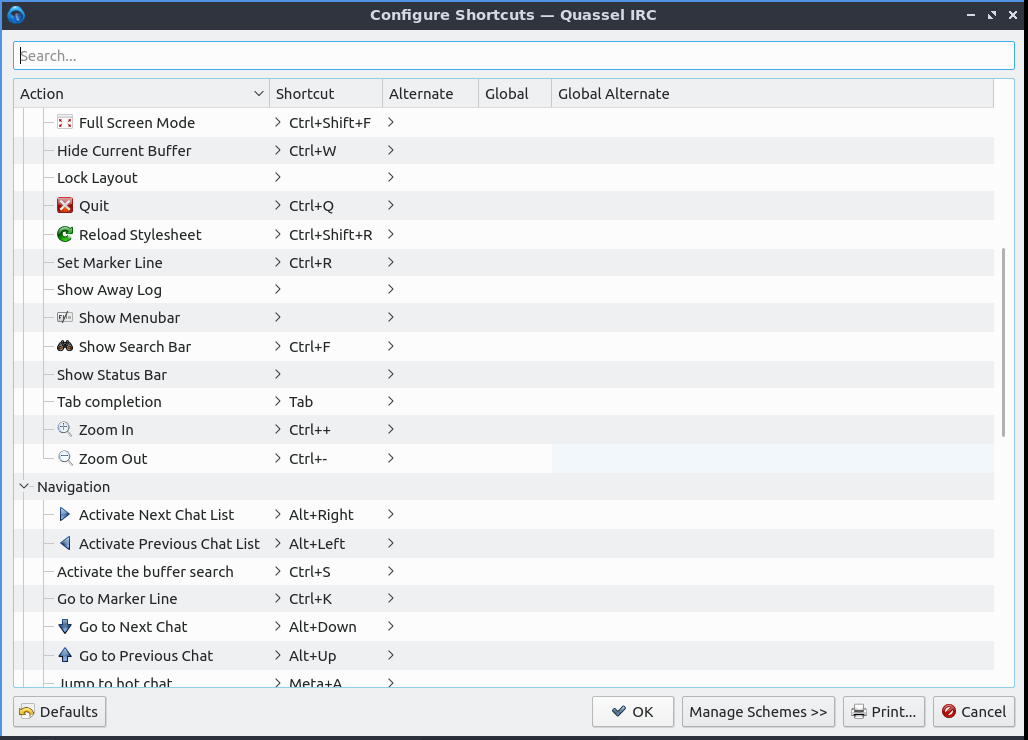 Configure Shortcuts — Quassel IRC
Search...
Action Shortcut Alternate Global Global Alternate
Full Screen Mode Ctrl+Shift+F
Hide Current Buffer Ctrl+W
Lock Layout
Quit Ctrl+Q
Reload Stylesheet Ctrl+Shift+R
Set Marker Line Ctrl+R
Show Away Log
Show Menubar
Show Search Bar Ctrl+F
Show Status Bar
Tab completion Tab
Zoom In Ctrl++
Zoom Out Ctrl+-
Navigation
Activate Next Chat List Alt+Right
Activate Previous Chat List Alt+Left
Activate the buffer search Ctrl+S
Go to Marker Line Ctrl+K
Go to Next Chat Alt+Down
Go to Previous Chat Alt+Up
Jump to hot chat Meta+A
Defaults OK Manage Schemes >> Print... Cancel